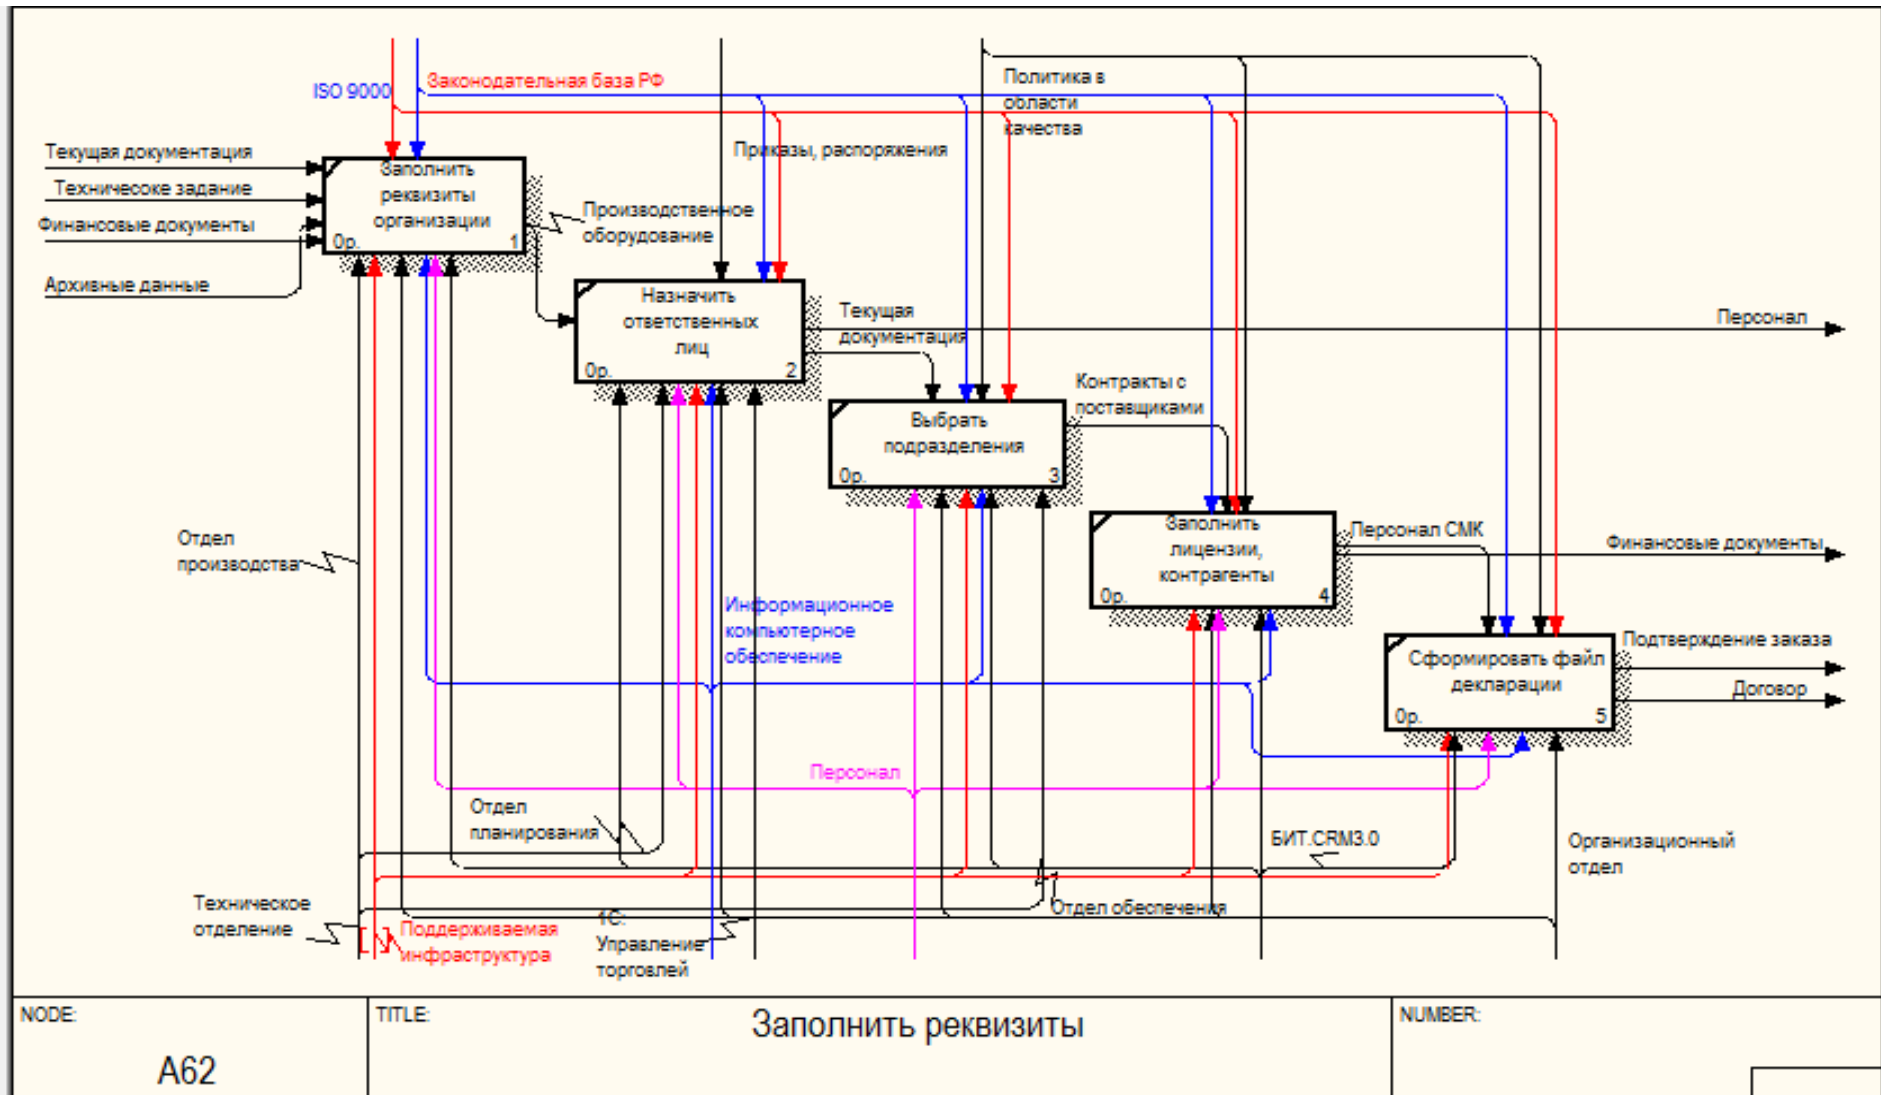 ISO 9000
Законодательная база РФ
Политика в
области
качества
Приказы, распоряжения
Текущая документация
Техничесоке задание
Финансовые документы
Архивные данные
Заполнить
реквизиты
организации
0р. 1
Производственное
оборудование
Назначить
ответственных
лиц
0р. 2
Текущая
документация
Персонал
Выбрать
подразделения
0р. 3
Контракты с
поставщиками
Заполнить
лицензии,
контрагенты
0р. 4
Персонал СМК
Финансовые документы
Сформировать файл
декларации
0р. 5
Подтверждение заказа
Договор
Отдел
производства
Информационное
компьютерное
обеспечение
Персонал
Отдел
планирования
БИТ.CRM3.0
Организационный
отдел
Техническое
отделение
Поддерживаемая
инфраструктура
1С:
Управление
торговлей
Отдел обеспечения
NODE:
A62
TITLE:
Заполнить реквизиты
NUMBER: